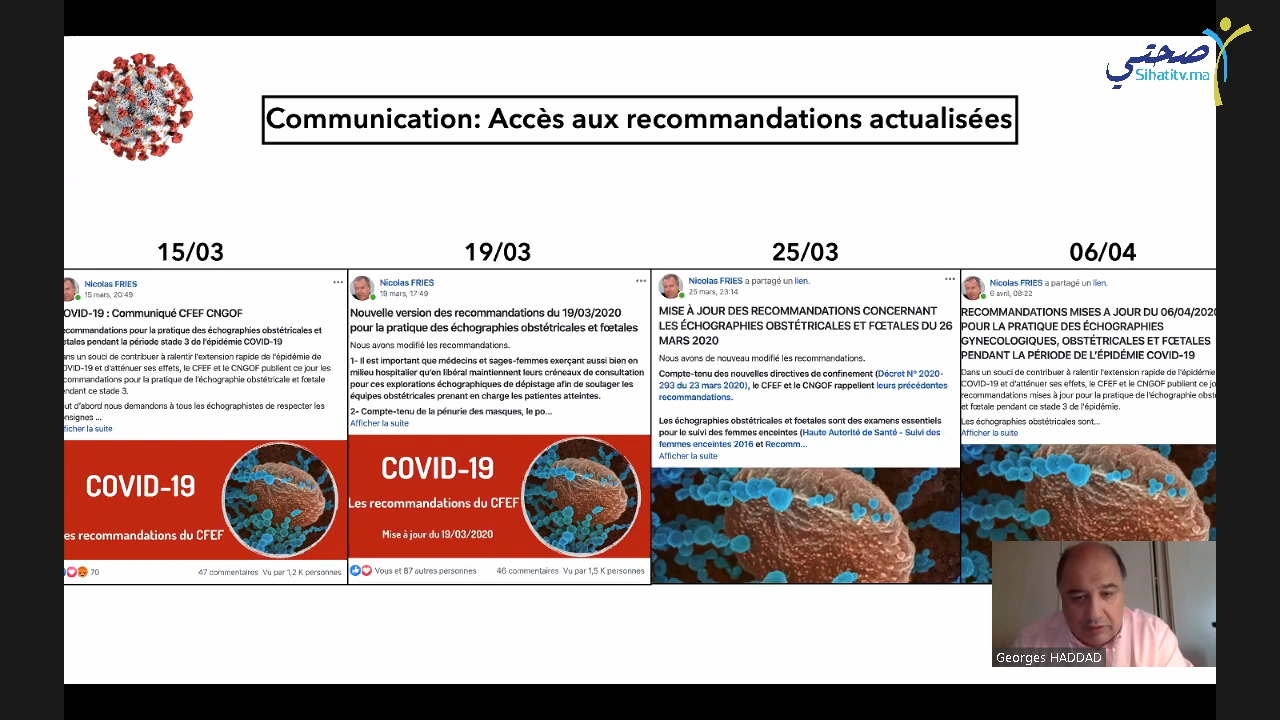 صحتي
Sihatitv.ma
Communication: Accès aux recommandations actualisées
15/03
Nicolas FRIES
15 mars, 20:49
OVID-19 : Communiqué CFEF CNGOF
ecommandations pour la pratique des échographies obstétricales et
etales pendant la période stade 3 de l'épidémie COVID-19
ans un souci de contribuer à ralentir l'extension rapide de l'épidémie de
OVID-19 et d'atténuer ses effets, le CFEF et le CNGOF publient ce jour les
commandations pour la pratique de l'échographie obstétricale et fœtale
endant ce stade 3.
out d'abord nous demandons à tous les échographistes de respecter les
onsignes ...
ficher la suite
COVID-19
es recommandations du CFEF
70
47 commentaires Vu par 1,2 K personnes
19/03
Nicolas FRIES
19 mars, 17:49
Nouvelle version des recommandations du 19/03/2020
pour la pratique des échographies obstétricales et fœtales
Nous avons modifié les recommandations.
1- Il est important que médecins et sages-femmes exerçant aussi bien en
milieu hospitalier qu'en libéral maintiennent leurs créneaux de consultation
pour ces explorations échographiques de dépistage afin de soulager les
équipes obstétricales prenant en charge les patientes atteintes.
2- Compte-tenu de la pénurie des masques, le po...
Afficher la suite
COVID-19
Les recommandations du CFEF
Mise à jour du 19/03/2020
Vous et 87 autres personnes
46 commentaires Vu par 1,5 K personnes
25/03
Nicolas FRIES a partagé un lien.
25 mars, 23:14
MISE À JOUR DES RECOMMANDATIONS CONCERNANT
LES ÉCHOGRAPHIES OBSTÉTRICALES ET FŒTALES DU 26
MARS 2020
Nous avons de nouveau modifié les recommandations.
Compte-tenu des nouvelles directives de confinement (Décret N° 2020-
293 du 23 mars 2020), le CFEF et le CNGOF rappellent leurs précédentes
recommandations.
Les échographies obstétricales et foetales sont des examens essentiels
pour le suivi des femmes enceintes (Haute Autorité de Santé - Suivi des
femmes enceintes 2016 et Recomm...
Afficher la suite
06/04
Nicolas FRIES a partagé un lien.
6 avril, 08:22
RECOMMANDATIONS MISES A JOUR DU 06/04/2020
POUR LA PRATIQUE DES ÉCHOGRAPHIES
GYNECOLOGIQUES, OBSTÉTRICALES ET FŒTALES
PENDANT LA PÉRIODE DE L'ÉPIDÉMIE COVID-19
Dans un souci de contribuer à ralentir l'extension rapide de l'épidémie
COVID-19 et d'atténuer ses effets, le CFEF et le CNGOF publient ce jo
recommandations mises à jour pour la pratique de l'échographie obst
et fœtale pendant ce stade 3 de l'épidémie.
Les échographies obstétricales sont...
Afficher la suite
Georges HADDAD